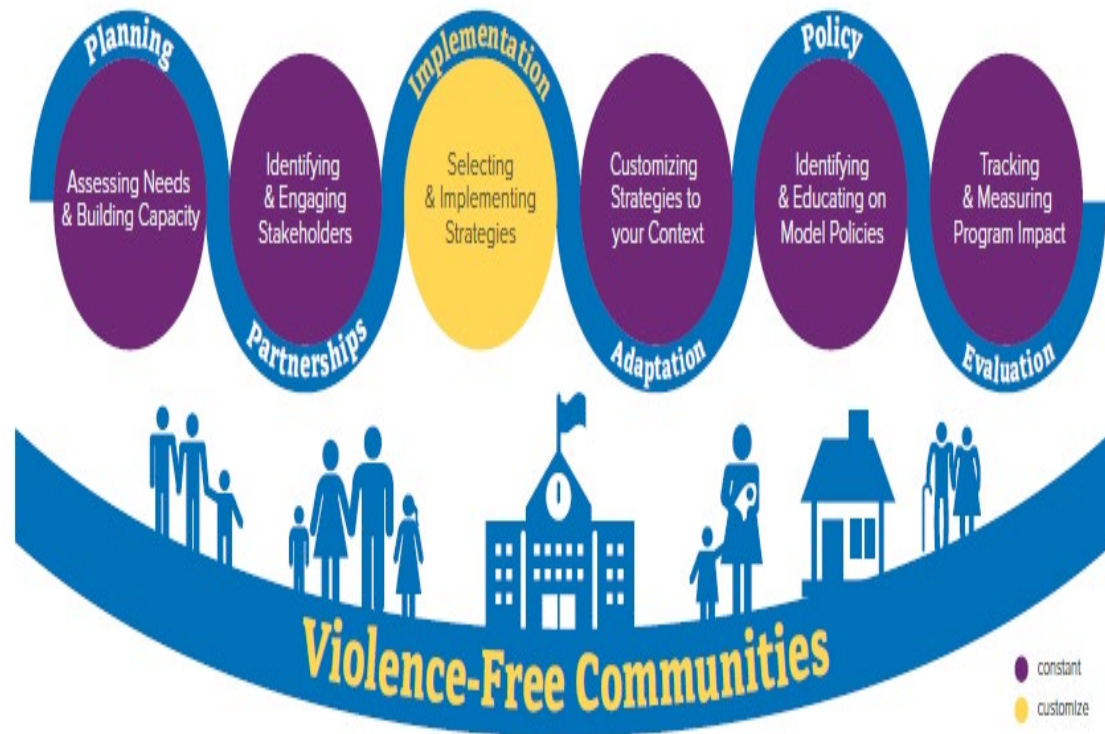 Planning
Assessing Needs
& Building Capacity
Identifying
& Engaging
Stakeholders
Partnerships
Implementation
Selecting
& Implementing
Strategies
Customizing
Strategies to
your Context
Adaptation
Policy
Identifying
& Educating on
Model Policies
Tracking
& Measuring
Program Impact
Evaluation
Violence-Free Communities
constant
customize